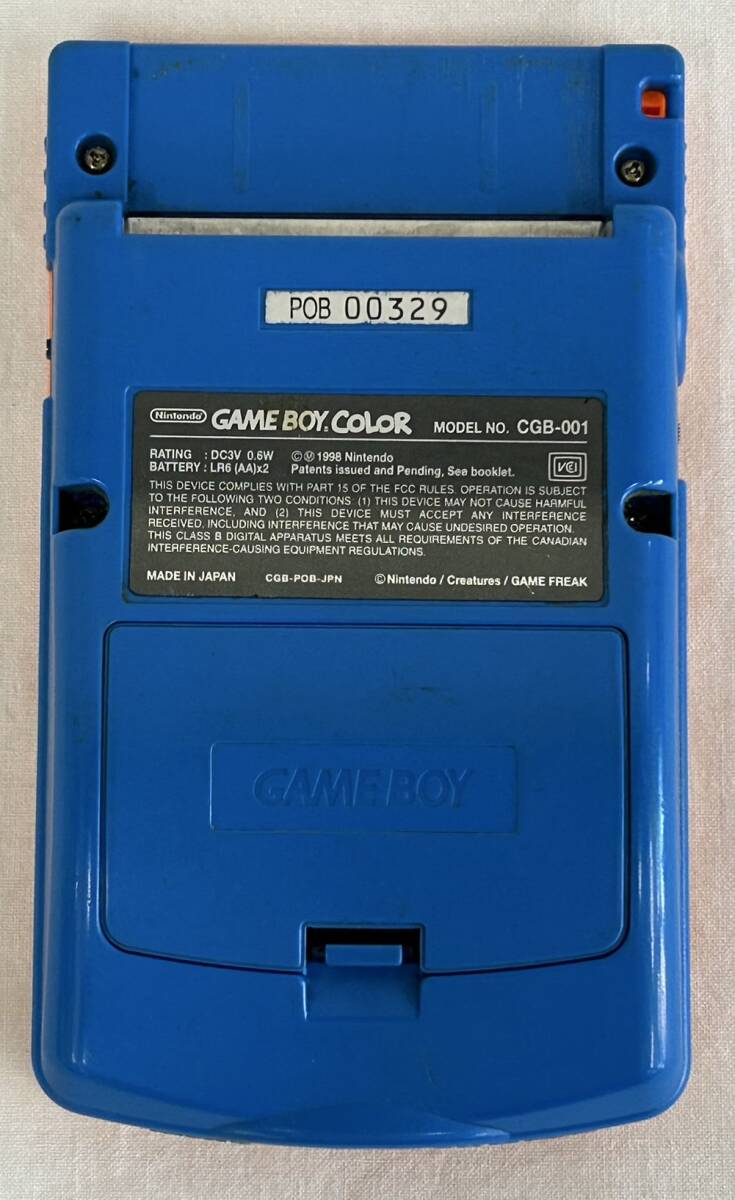 POB 00329
Nintendo GAME BOY COLOR MODEL NO. CGB-001
RATING : DC3V 0.6W ©Ⓜ1998 Nintendo
BATTERY : LR6 (AA)x2 Patents issued and Pending, See booklet. VCI
THIS DEVICE COMPLIES WITH PART 15 OF THE FCC RULES. OPERATION IS SUBJECT
TO THE FOLLOWING TWO CONDITIONS: (1) THIS DEVICE MAY NOT CAUSE HARMFUL
INTERFERENCE, AND (2) THIS DEVICE MUST ACCEPT ANY INTERFERENCE
RECEIVED, INCLUDING INTERFERENCE THAT MAY CAUSE UNDESIRED OPERATION.
THIS CLASS B DIGITAL APPARATUS MEETS ALL REQUIREMENTS OF THE CANADIAN
INTERFERENCE-CAUSING EQUIPMENT REGULATIONS.
MADE IN JAPAN CGB-POB-JPN ©Nintendo / Creatures / GAME FREAK
GAME BOY